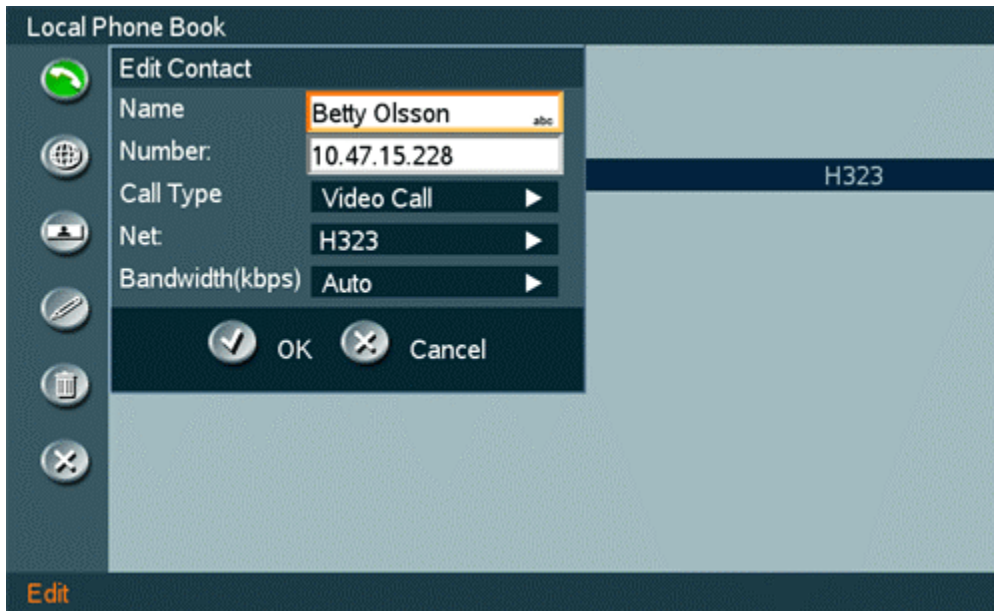 Local Phone Book
Edit Contact
Name Betty Olsson abc
Number: 10.47.15.228
H323
Call Type Video Call
Net: H323
Bandwidth(kbps) Auto
OK Cancel
Edit